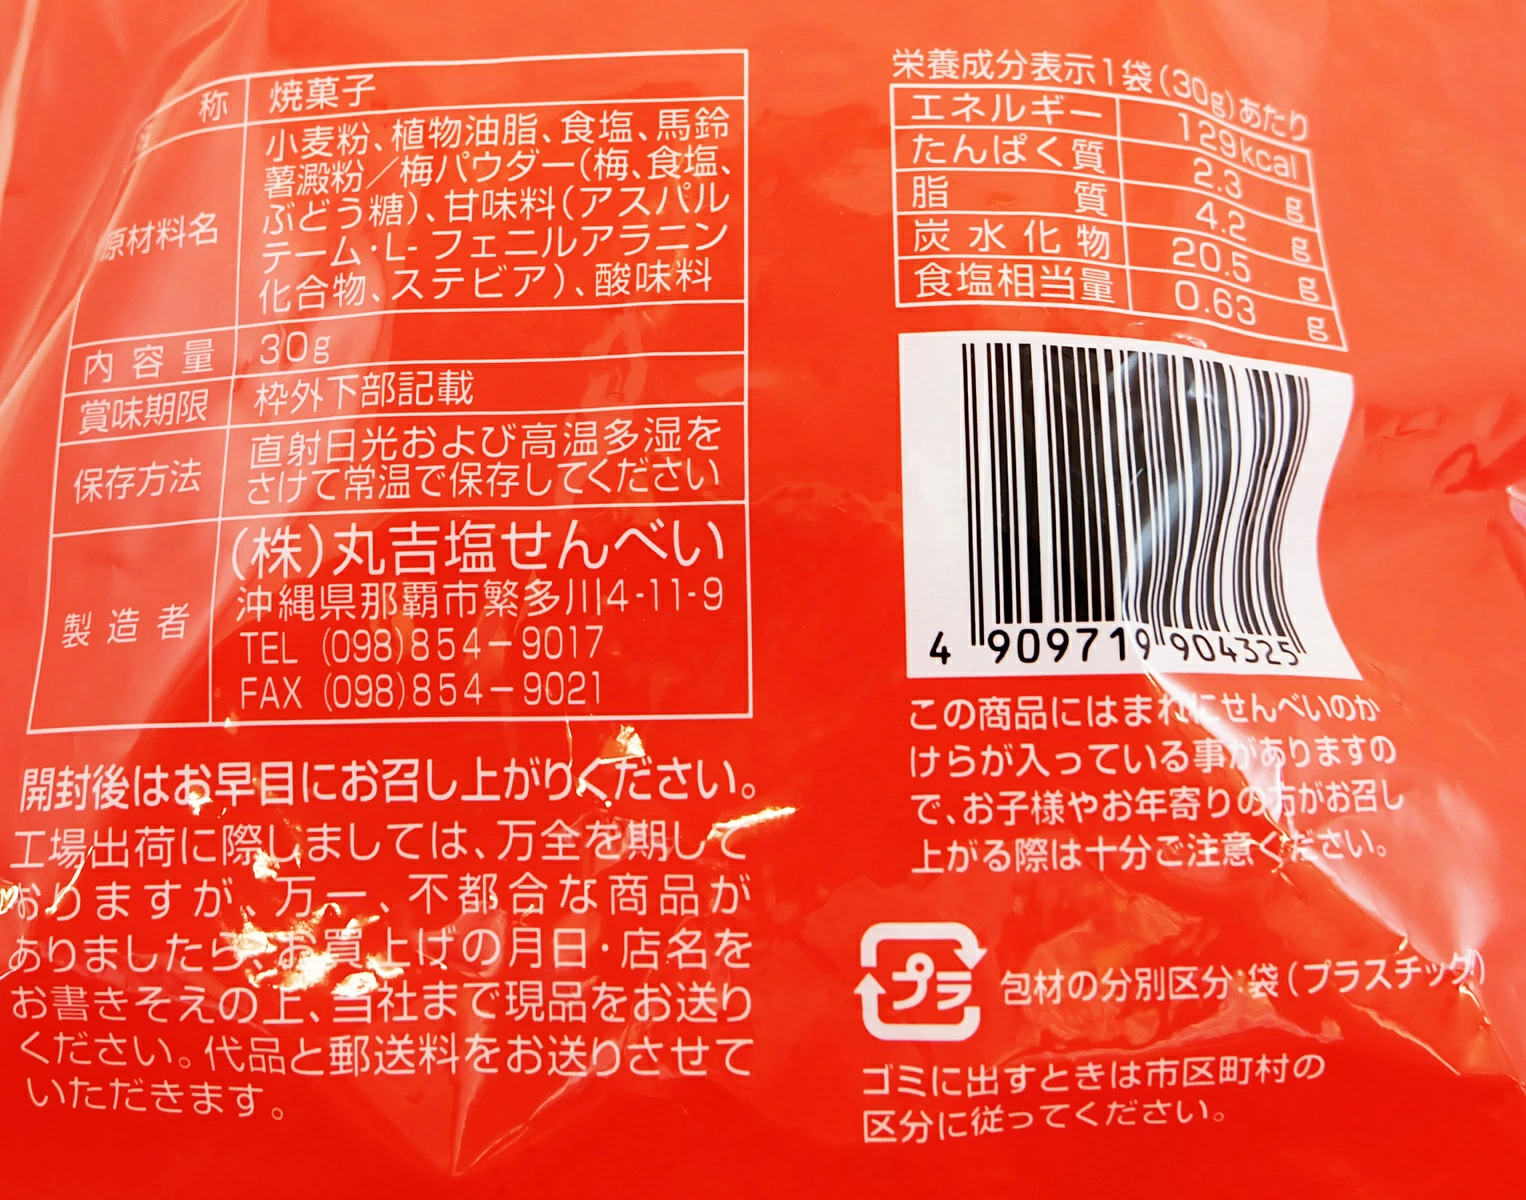 名称 焼菓子
原材料名 小麦粉、植物油脂、食塩、馬鈴
薯澱粉／梅パウダー(梅、食塩、
ぶどう糖)、甘味料(アスパル
テーム・L-フェニルアラニン
化合物、ステビア)、酸味料
内容量 30g
賞味期限 枠外下部記載
保存方法 直射日光および高温多湿を
さけて常温で保存してください
製造者 (株)丸吉塩せんべい
沖縄県那覇市繁多川4-11-9
TEL (098)854-9017
FAX (098)854-9021
開封後はお早目にお召し上がりください。
工場出荷に際しましては、万全を期して
おりますが、万一、不都合な商品が
ありましたら、お買上げの月日・店名を
お書きそえの上、当社まで現品をお送り
ください。代品と郵送料をお送りさせて
いただきます。
栄養成分表示1袋(30g)あたり
エネルギー 129kcal
たんぱく質 2.3 g
脂質 4.2 g
炭水化物 20.5 g
食塩相当量 0.63 g
4 909719 904325
この商品にはまれにせんべいのか
けらが入っている事がありますの
で、お子様やお年寄りの方がお召し
上がる際は十分ご注意ください。
プラ 包材の分別区分:袋(プラスチック)
ゴミに出すときは市区町村の
区分に従ってください。